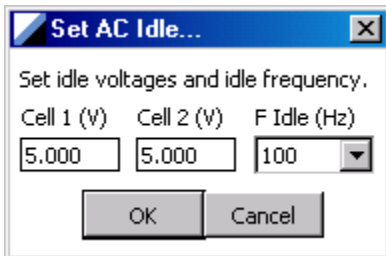 Set AC Idle...
Set idle voltages and idle frequency.
Cell 1 (V) Cell 2 (V) F Idle (Hz)
5.000 5.000 100
OK Cancel